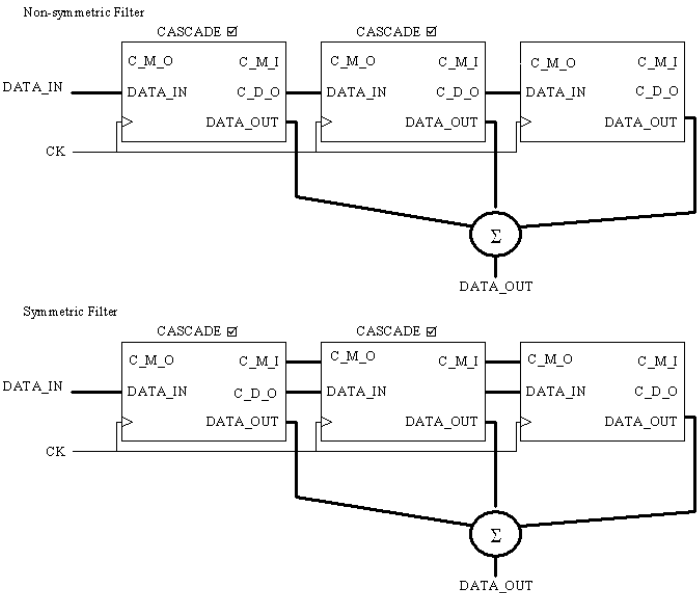 Non-symmetric Filter
CASCADE ☑ CASCADE ☑
C_M_O C_M_I C_M_O C_M_I C_M_O C_M_I
DATA_IN DATA_IN C_D_O DATA_IN C_D_O DATA_IN C_D_O
DATA_OUT DATA_OUT DATA_OUT
CK
Σ
DATA_OUT
Symmetric Filter
CASCADE ☑ CASCADE ☑
C_M_O C_M_I C_M_O C_M_I C_M_O C_M_I
DATA_IN DATA_IN C_D_O DATA_IN C_D_O DATA_IN C_D_O
DATA_OUT DATA_OUT DATA_OUT
CK
Σ
DATA_OUT